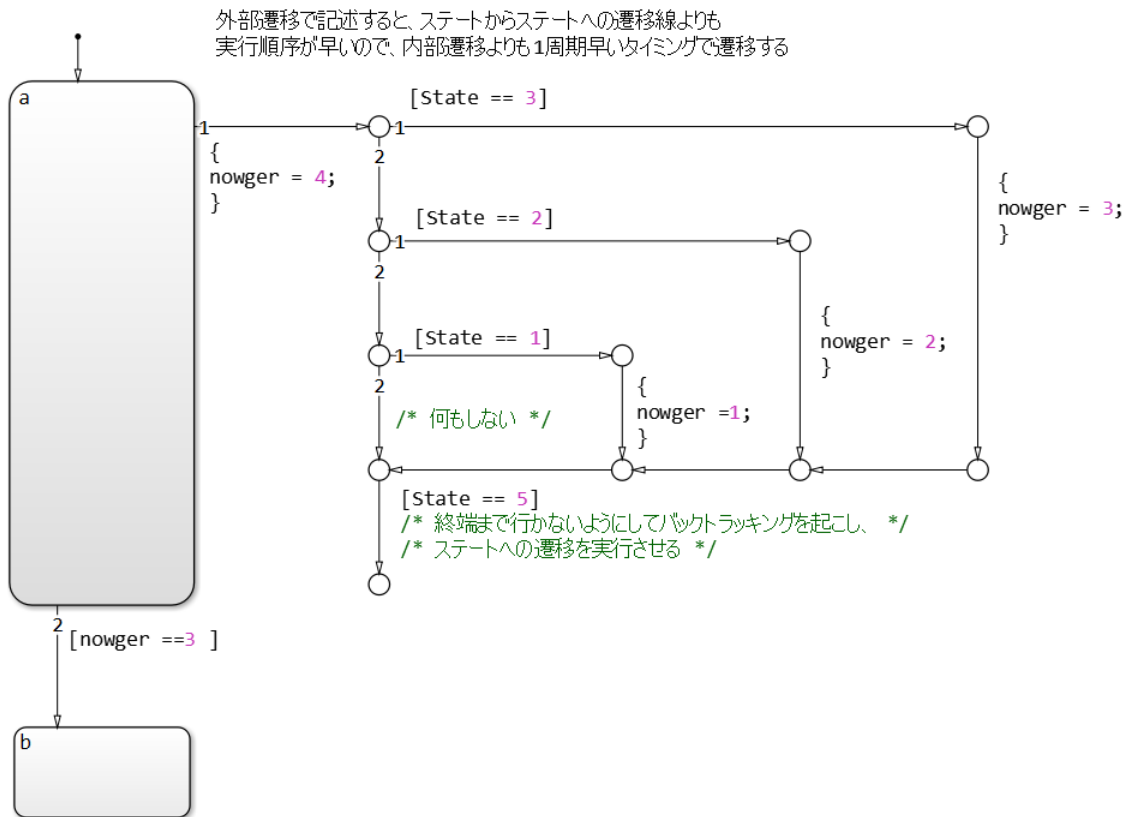 外部遷移で記述すると、ステートからステートへの遷移線よりも
実行順序が早いので、内部遷移よりも1周期早いタイミングで遷移する
a
[State == 3]
1
1
2
{
nowger = 4;
}
{
nowger = 3;
}
[State == 2]
1
2
{
nowger = 2;
}
[State == 1]
1
2
{
nowger =1;
}
/* 何もしない */
[State == 5]
/* 終端まで行かないようにしてバックトラッキングを起こし、 */
/* ステートへの遷移を実行させる */
2
[nowger ==3 ]
b